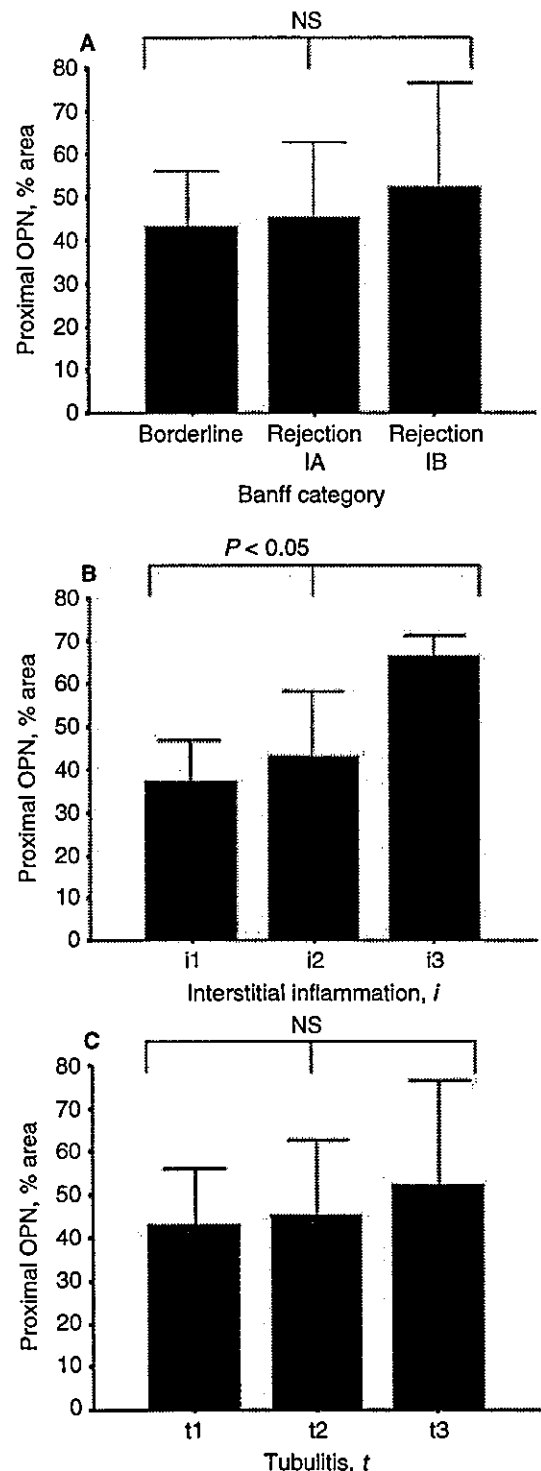 A
NS
80
70
60
50
40
30
20
10
0
Proximal OPN, % area
Borderline Rejection Rejection
IA IB
Banff category
B
P < 0.05
80
70
60
50
40
30
20
10
0
Proximal OPN, % area
i1 i2 i3
Interstitial inflammation, i
C
NS
80
70
60
50
40
30
20
10
0
Proximal OPN, % area
t1 t2 t3
Tubulitis, t